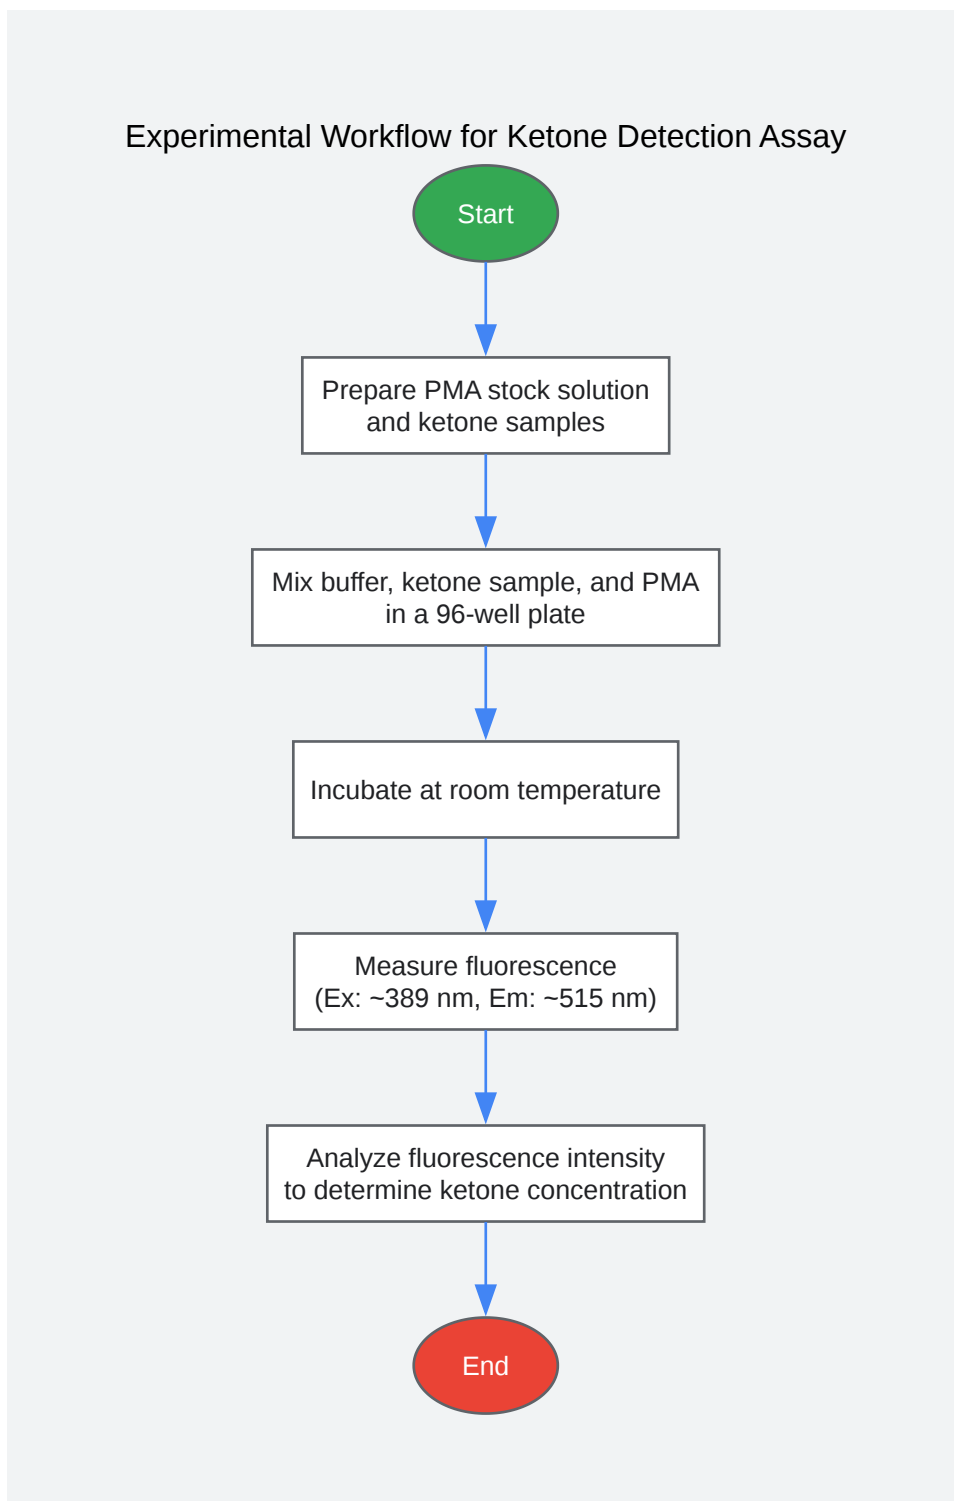 Experimental Workflow for Ketone Detection Assay
Start
Prepare PMA stock solution
and ketone samples
Mix buffer, ketone sample, and PMA
in a 96-well plate
Incubate at room temperature
Measure fluorescence
(Ex: ~389 nm, Em: ~515 nm)
Analyze fluorescence intensity
to determine ketone concentration
End